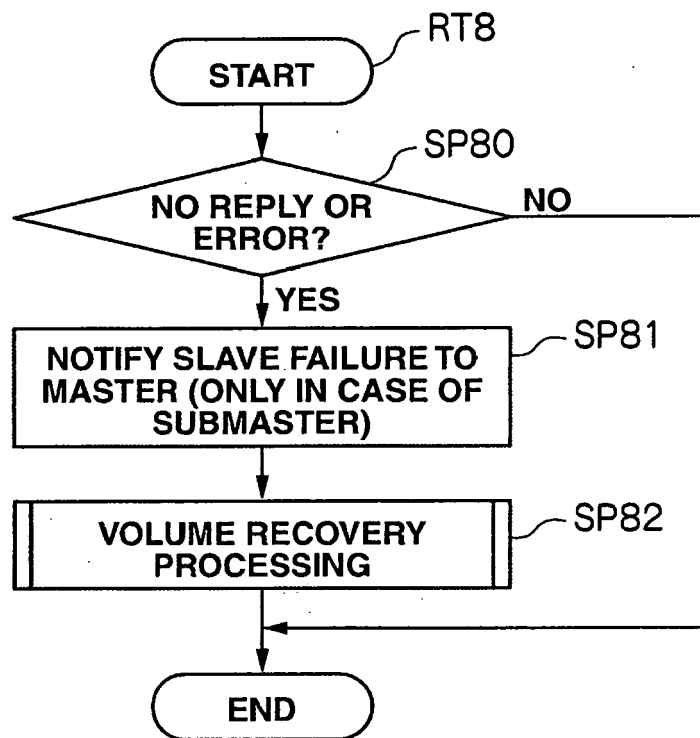 RT8
START
SP80
NO REPLY OR
ERROR?
NO
YES
SP81
NOTIFY SLAVE FAILURE TO
MASTER (ONLY IN CASE OF
SUBMASTER)
SP82
VOLUME RECOVERY
PROCESSING
END